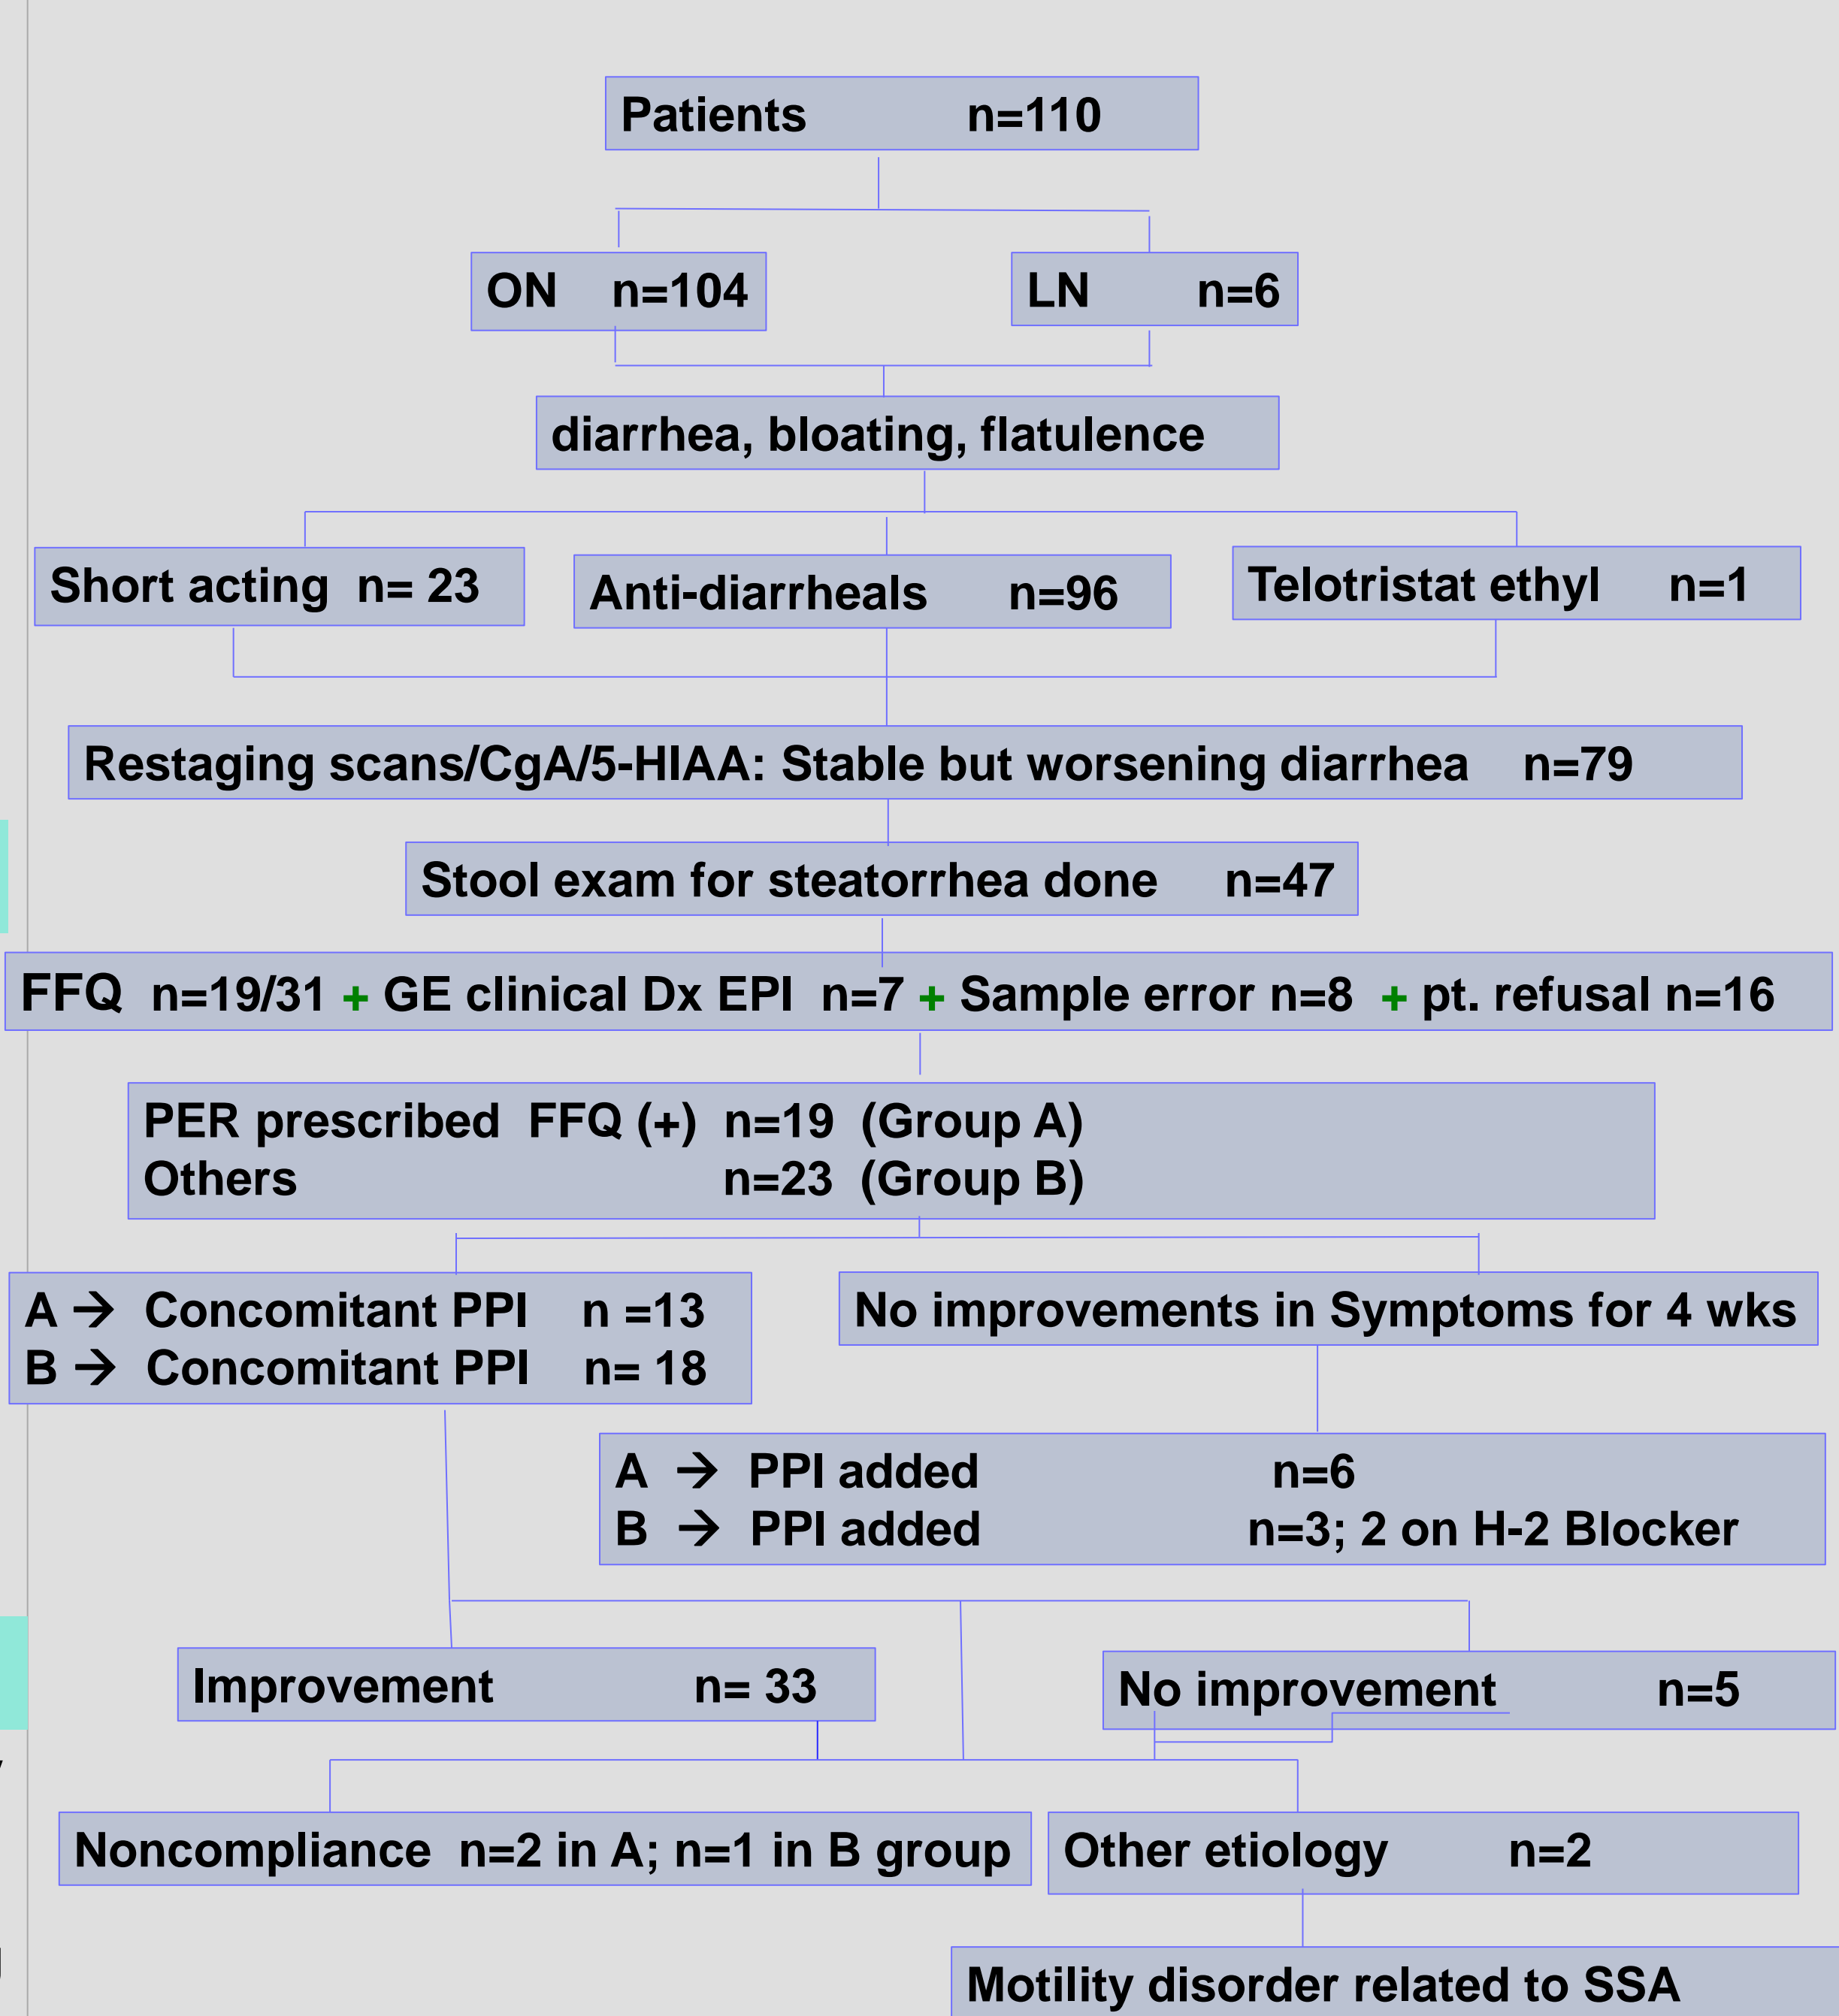 Patients n=110
ON n=104
LN n=6
diarrhea, bloating, flatulence
Short acting n= 23
Anti-diarrheals n=96
Telotristat ethyl n=1
Restaging scans/CgA/5-HIAA: Stable but worsening diarrhea n=79
Stool exam for steatorrhea done n=47
FFQ n=19/31 + GE clinical Dx EPI n=7 + Sample error n=8 + pt. refusal n=16
PER prescribed FFQ (+) n=19 (Group A)
Others n=23 (Group B)
A → Concomitant PPI n =13
B → Concomitant PPI n= 18
No improvements in Symptoms for 4 wks
A → PPI added n=6
B → PPI added n=3; 2 on H-2 Blocker
Improvement n= 33
No improvement n=5
Noncompliance n=2 in A; n=1 in B group
Other etiology n=2
Motility disorder related to SSA